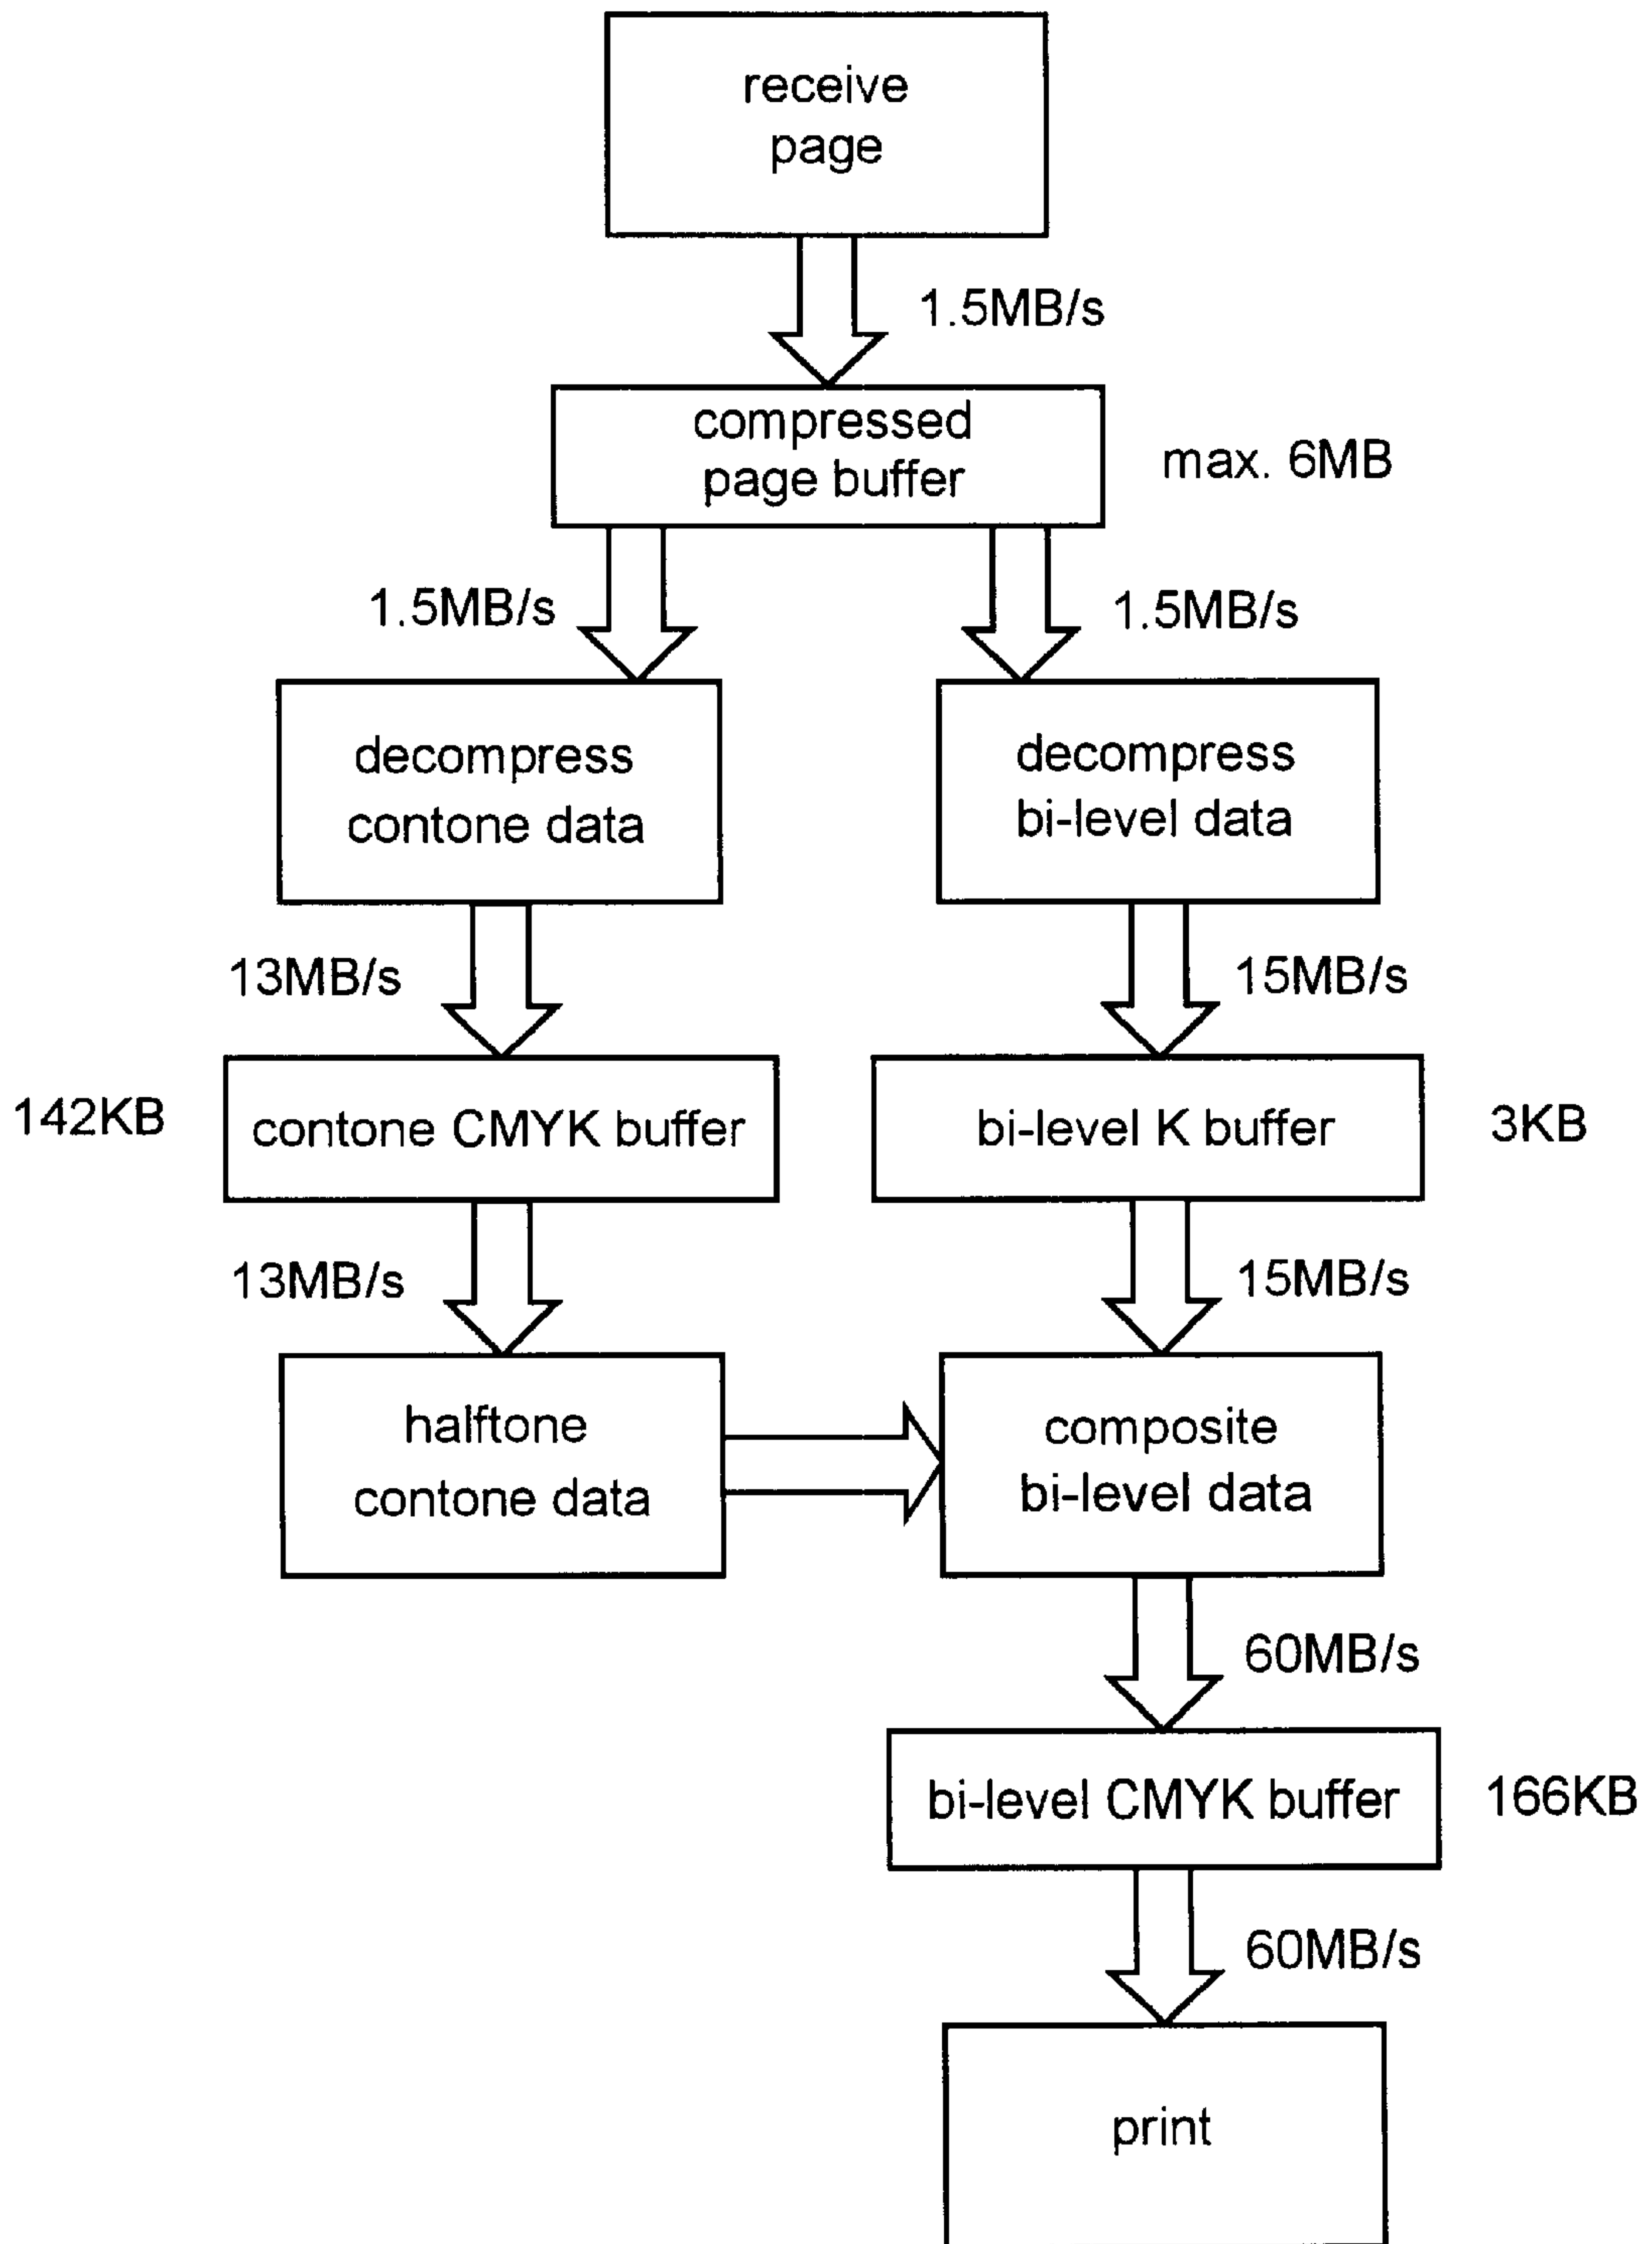 receive
page
1.5MB/s
compressed
page buffer
max. 6MB
1.5MB/s
1.5MB/s
decompress
contone data
decompress
bi-level data
13MB/s
15MB/s
142KB
contone CMYK buffer
bi-level K buffer
3KB
13MB/s
15MB/s
halftone
contone data
composite
bi-level data
60MB/s
bi-level CMYK buffer
166KB
60MB/s
print